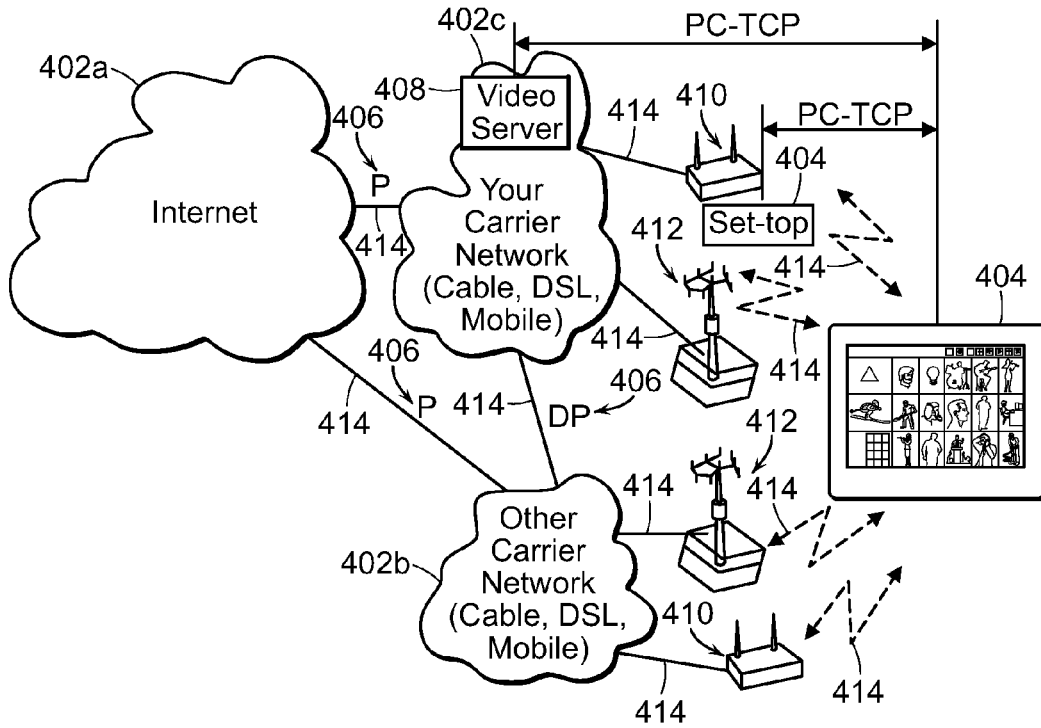 PC-TCP
402c
402a
408
Video
Server
410
PC-TCP
406
414
404
P
Internet
Your
Carrier
Network
(Cable, DSL,
Mobile)
414
Set-top
412
414
404
414
414
406
P
414
414
DP
406
412
414
414
Other
Carrier
Network
(Cable, DSL,
Mobile)
402b
410
414
414